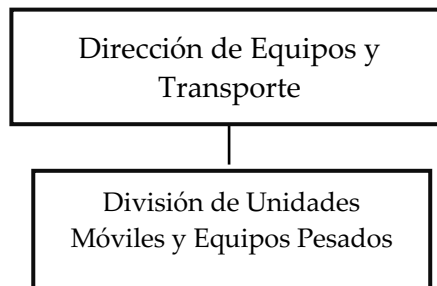 Dirección de Equipos y
Transporte
División de Unidades
Móviles y Equipos Pesados